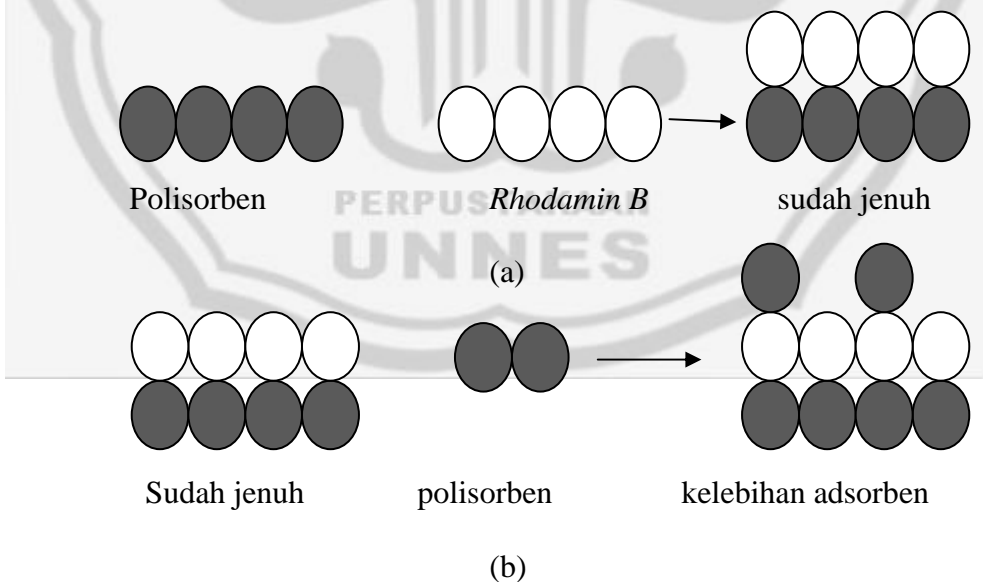 Polisorben Rhodamin B sudah jenuh
PERPUSTAKAAN
UNNES
(a)
Sudah jenuh polisorben kelebihan adsorben
(b)